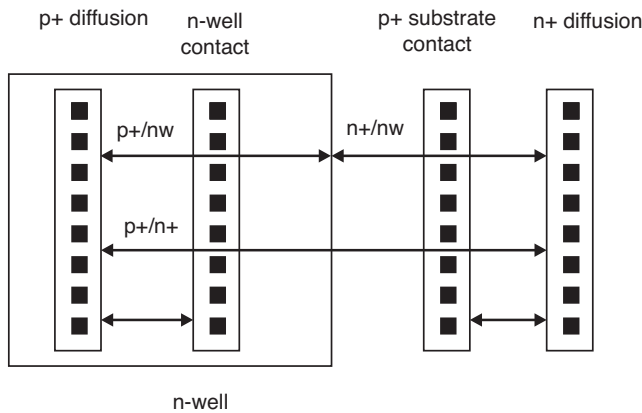 p+ diffusion
n-well
contact
p+ substrate
contact
n+ diffusion
p+/nw
n+/nw
p+/n+
n-well